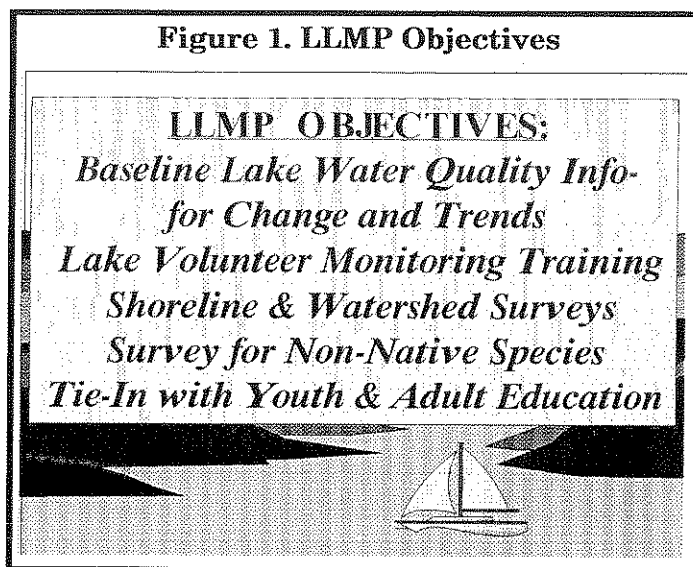 Figure 1. LLMP Objectives
LLMP OBJECTIVES:
Baseline Lake Water Quality Info-
for Change and Trends
Lake Volunteer Monitoring Training
Shoreline & Watershed Surveys
Survey for Non-Native Species
Tie-In with Youth & Adult Education